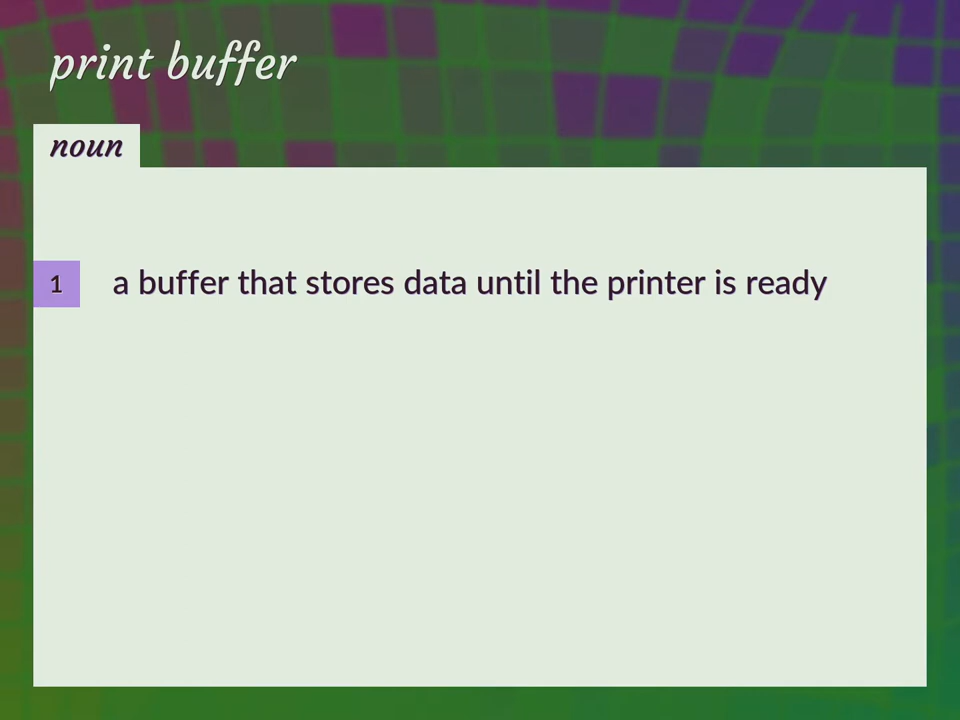 print buffer
noun
1 a buffer that stores data until the printer is ready